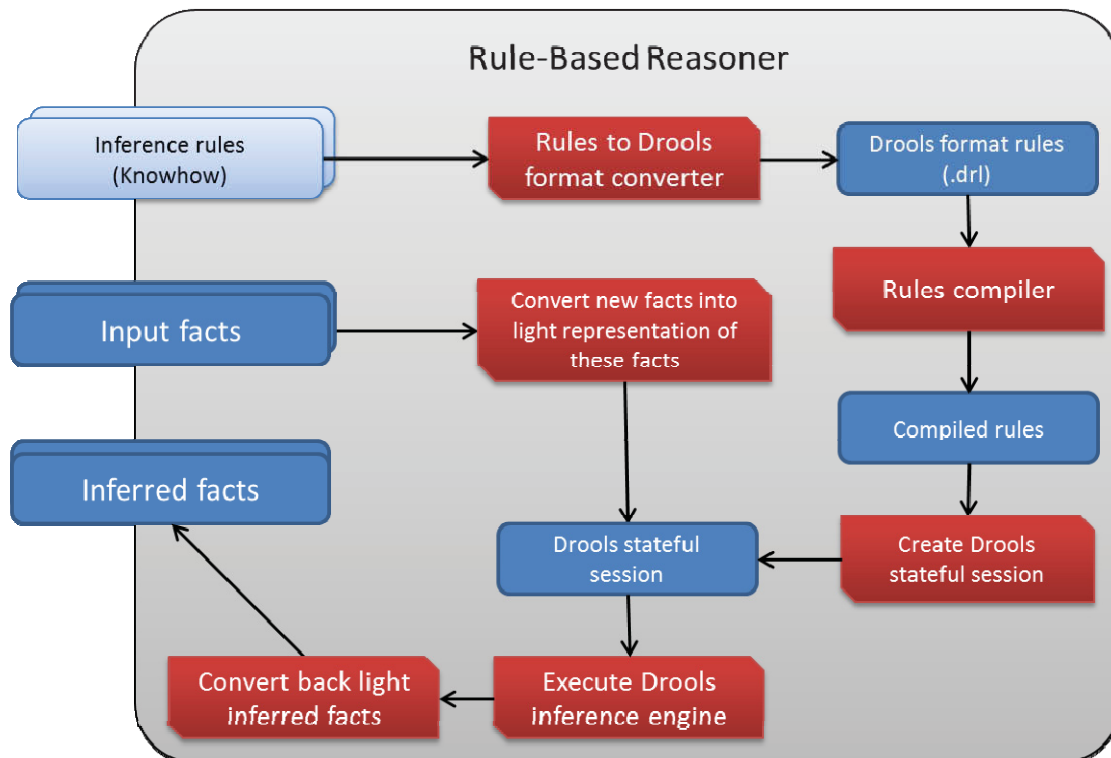 Rule-Based Reasoner
Inference rules
(Knowhow)
Rules to Drools
format converter
Drools format rules
(.drl)
Input facts
Convert new facts into
light representation of
these facts
Rules compiler
Compiled rules
Inferred facts
Drools stateful
session
Create Drools
stateful session
Convert back light
inferred facts
Execute Drools
inference engine